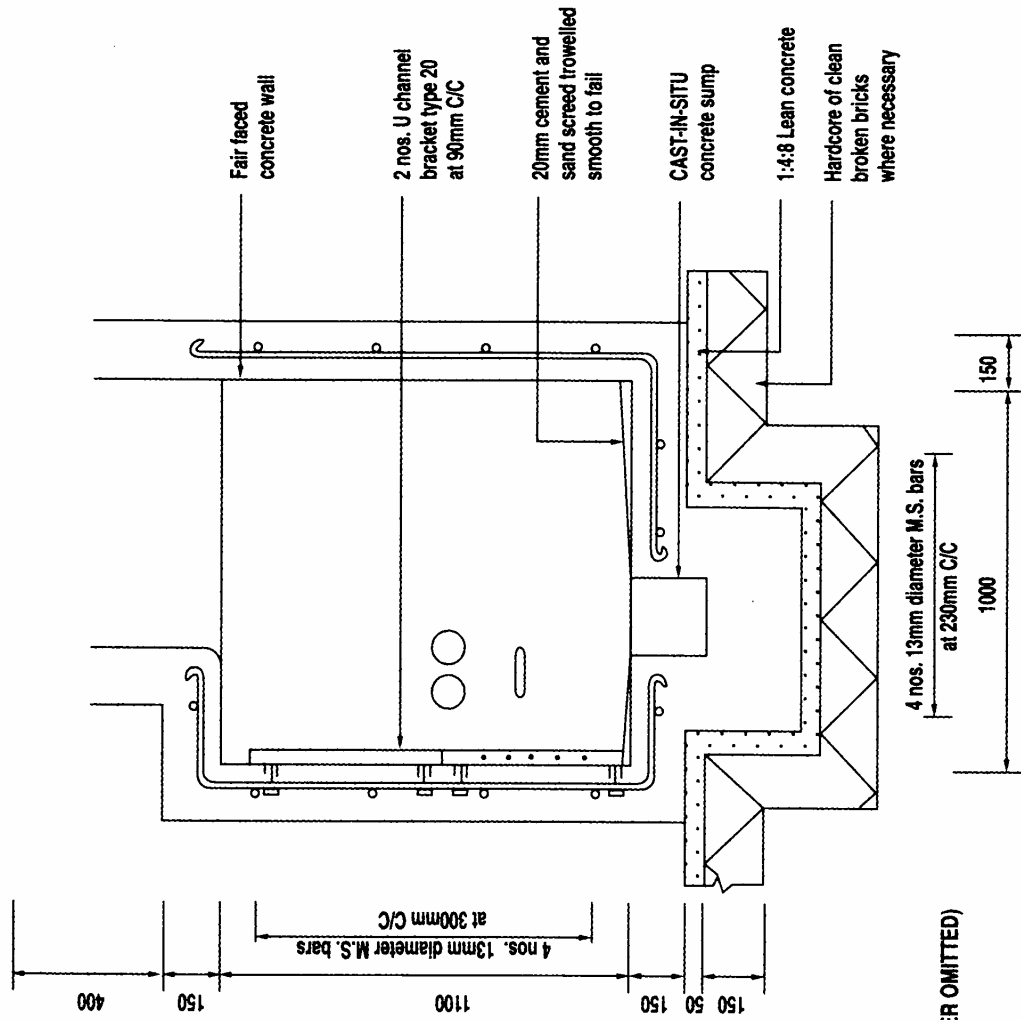 Fair faced
concrete wall
2 nos. U channel
bracket type 20
at 90mm C/C
20mm cement and
sand screed trowelled
smooth to fail
CAST-IN-SITU
concrete sump
1:4:8 Lean concrete
Hardcore of clean
broken bricks
where necessary
400
150
1100
4 nos. 13mm diameter M.S. bars
at 300mm C/C
150
50
150
150
1000
4 nos. 13mm diameter M.S. bars
at 230mm C/C
ER OMITTED)